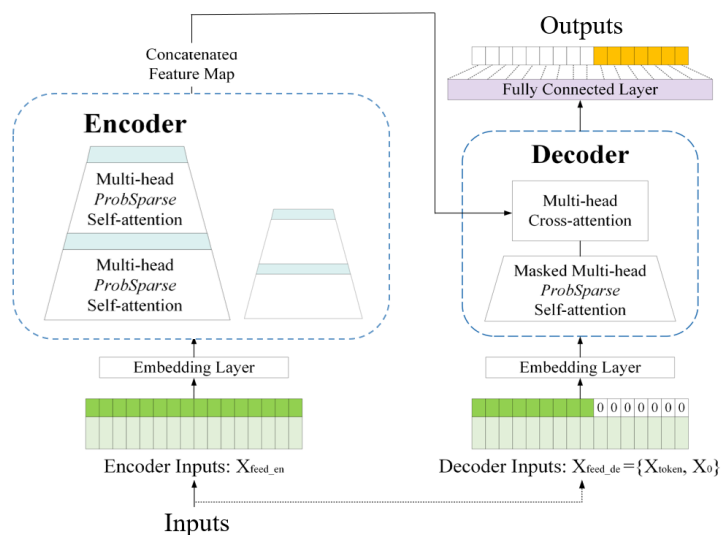 Concatenated
Feature Map
Encoder
Multi-head
ProbSparse
Self-attention
Multi-head
ProbSparse
Self-attention
Embedding Layer
Encoder Inputs: Xfeed_en
Inputs
Outputs
Fully Connected Layer
Decoder
Multi-head
Cross-attention
Masked Multi-head
ProbSparse
Self-attention
Embedding Layer
0 0 0 0 0 0 0
Decoder Inputs: Xfeed_de={Xtoken, X0}